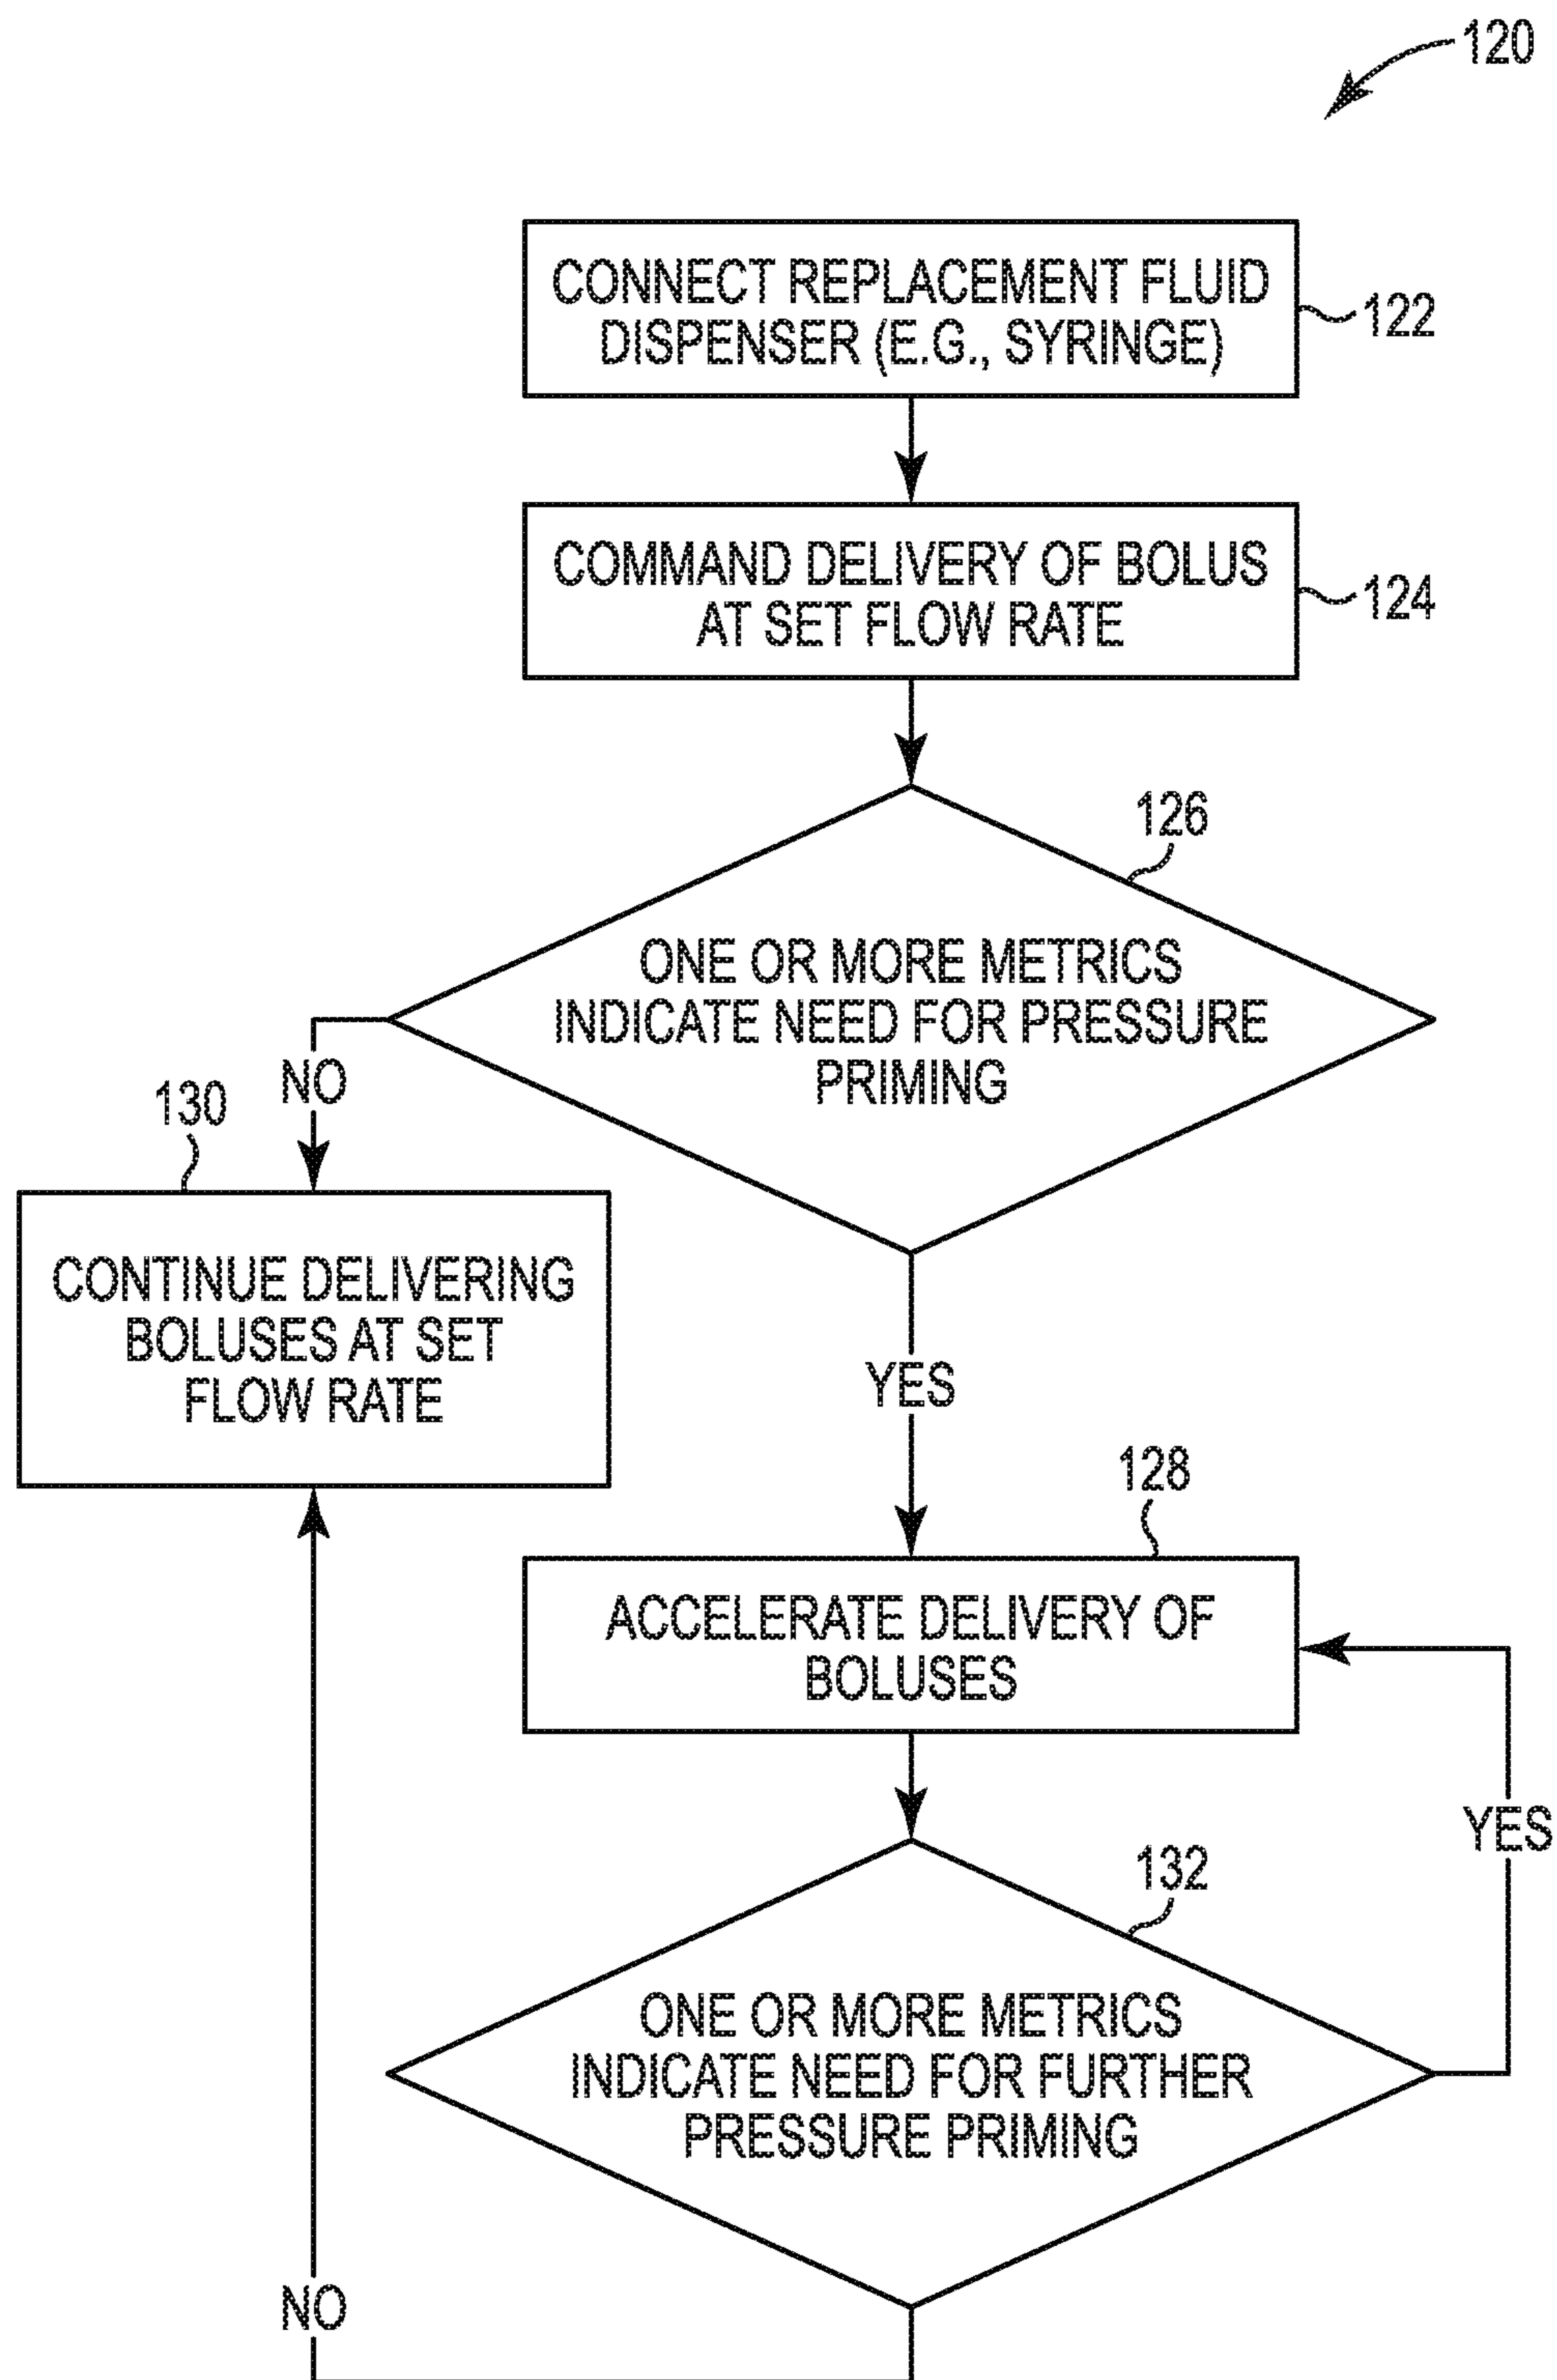 120
CONNECT REPLACEMENT FLUID
DISPENSER (E.G., SYRINGE)
122
COMMAND DELIVERY OF BOLUS
AT SET FLOW RATE
124
126
ONE OR MORE METRICS
INDICATE NEED FOR PRESSURE
PRIMING
NO
130
CONTINUE DELIVERING
BOLUSES AT SET
FLOW RATE
YES
128
ACCELERATE DELIVERY OF
BOLUSES
YES
132
ONE OR MORE METRICS
INDICATE NEED FOR FURTHER
PRESSURE PRIMING
NO